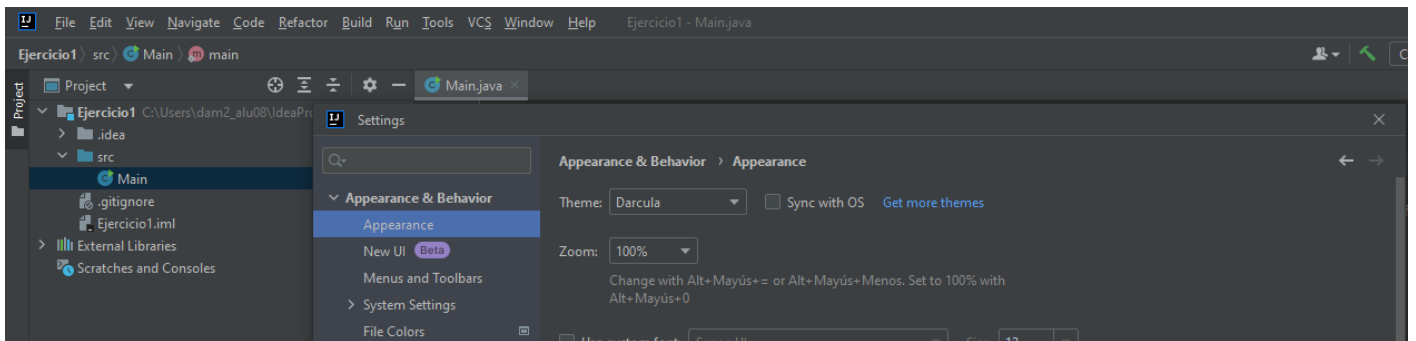 File Edit View Navigate Code Refactor Build Run Tools VCS Window Help Ejercicio1 - Main.java
Ejercicio1 src Main main
Project
Project Main.java
Ejercicio1 C:\Users\dam2_alu08\IdeaPro
.idea
src
Main
.gitignore
Ejercicio1.iml
External Libraries
Scratches and Consoles
Settings
Appearance & Behavior
Appearance
New UI Beta
Menus and Toolbars
System Settings
File Colors
Appearance & Behavior > Appearance
Theme: Darcula Sync with OS Get more themes
Zoom: 100%
Change with Alt+Mayús+= or Alt+Mayús+Menos. Set to 100% with
Alt+Mayús+0
Use custom font: